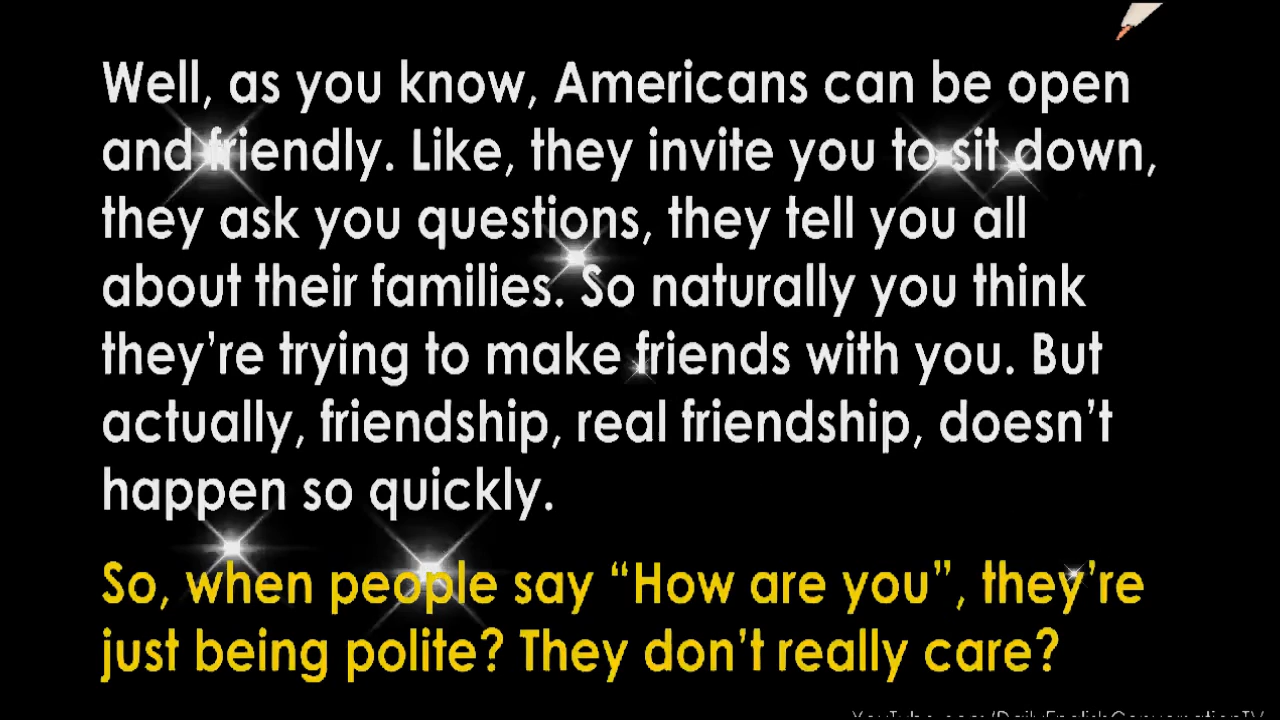 Well, as you know, Americans can be open
and friendly. Like, they invite you to sit down,
they ask you questions, they tell you all
about their families. So naturally you think
they’re trying to make friends with you. But
actually, friendship, real friendship, doesn’t
happen so quickly.
So, when people say “How are you”, they’re
just being polite? They don’t really care?
YouTube.com/DailyEnglishConversationTV